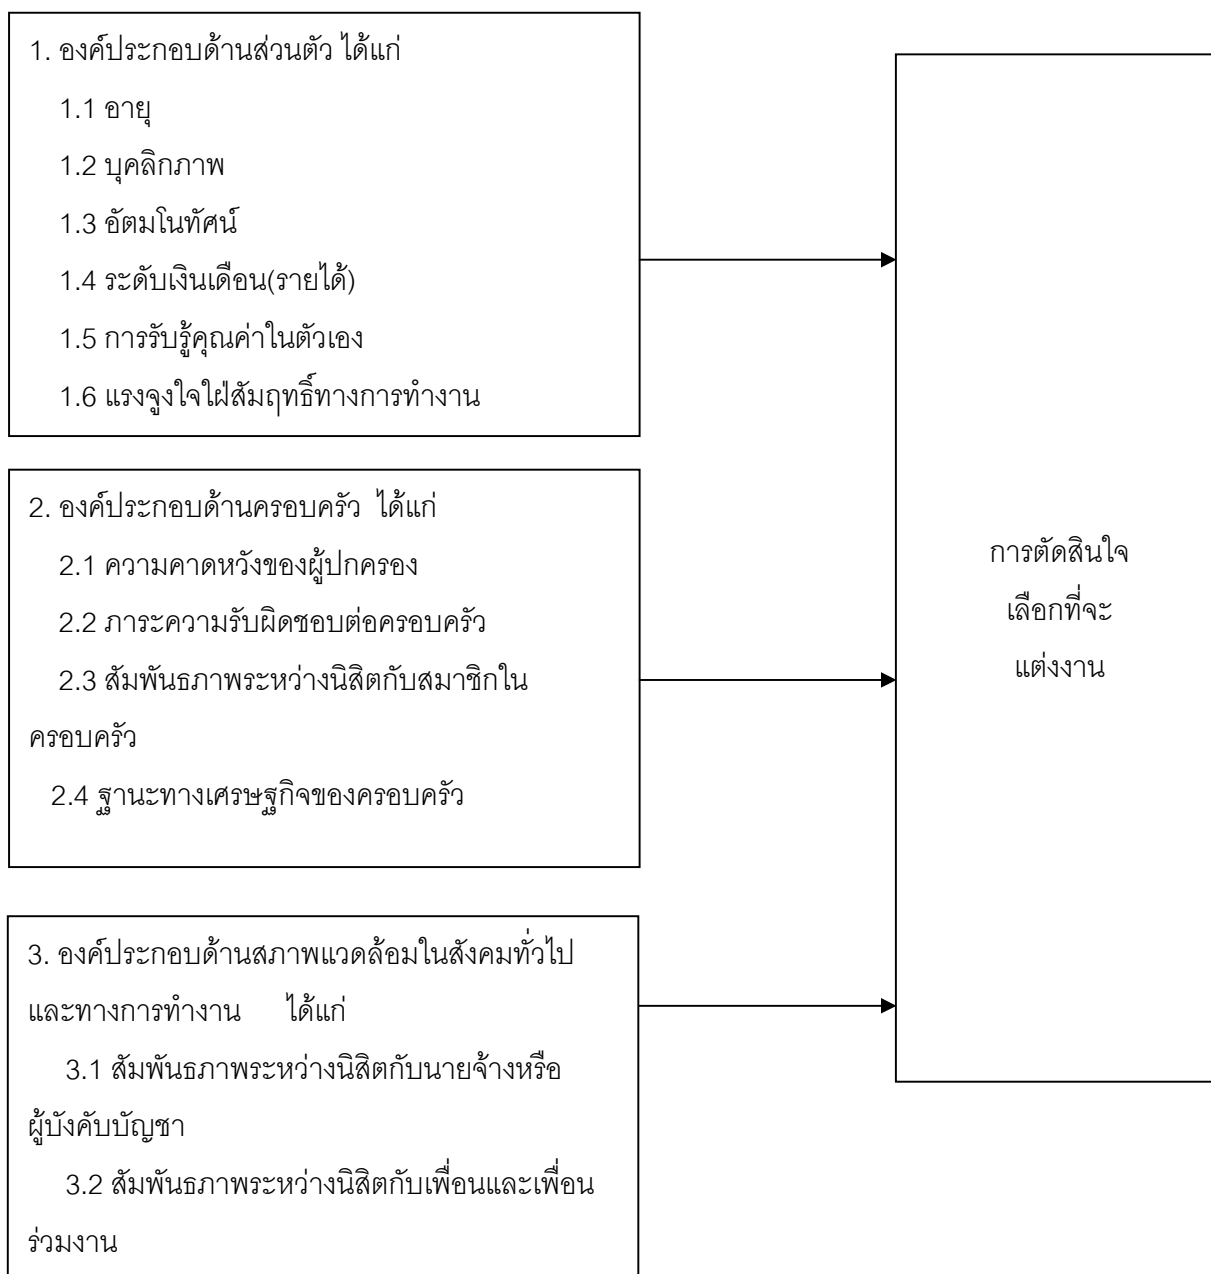 1. องค์ประกอบด้านส่วนตัว ได้แก่
1.1 อายุ
1.2 บุคลิกภาพ
1.3 อัตมโนทัศน์
1.4 ระดับเงินเดือน(รายได้)
1.5 การรับรู้คุณค่าในตัวเอง
1.6 แรงจูงใจใฝ่สัมฤทธิ์ทางการทำงาน
2. องค์ประกอบด้านครอบครัว ได้แก่
2.1 ความคาดหวังของผู้ปกครอง
2.2 ภาระความรับผิดชอบต่อครอบครัว
2.3 สัมพันธภาพระหว่างนิสิตกับสมาชิกใน
ครอบครัว
2.4 ฐานะทางเศรษฐกิจของครอบครัว
3. องค์ประกอบด้านสภาพแวดล้อมในสังคมทั่วไป
และทางการทำงาน ได้แก่
3.1 สัมพันธภาพระหว่างนิสิตกับนายจ้างหรือ
ผู้บังคับบัญชา
3.2 สัมพันธภาพระหว่างนิสิตกับเพื่อนและเพื่อน
ร่วมงาน
การตัดสินใจ
เลือกที่จะ
แต่งงาน